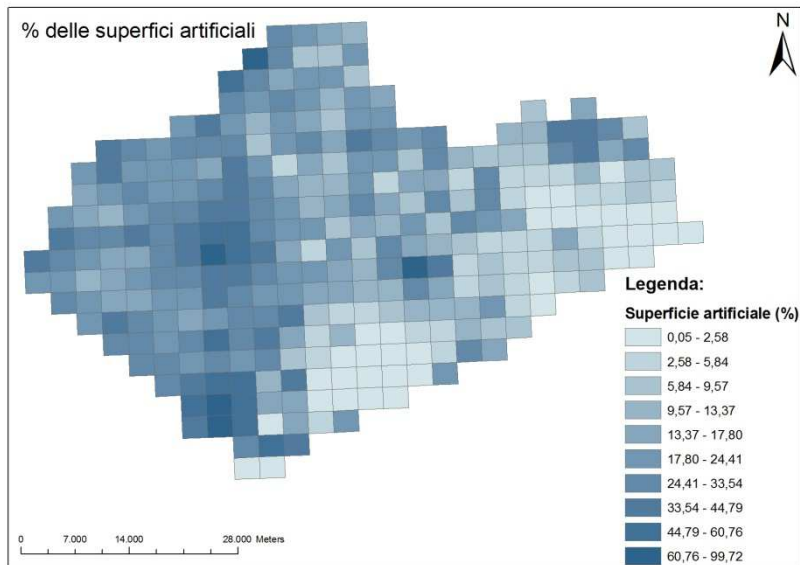 % delle superfici artificiali
N
Legenda:
Superficie artificiale (%)
0,05 - 2,58
2,58 - 5,84
5,84 - 9,57
9,57 - 13,37
13,37 - 17,80
17,80 - 24,41
24,41 - 33,54
33,54 - 44,79
44,79 - 60,76
60,76 - 99,72
0 7.000 14.000 28.000 Meters